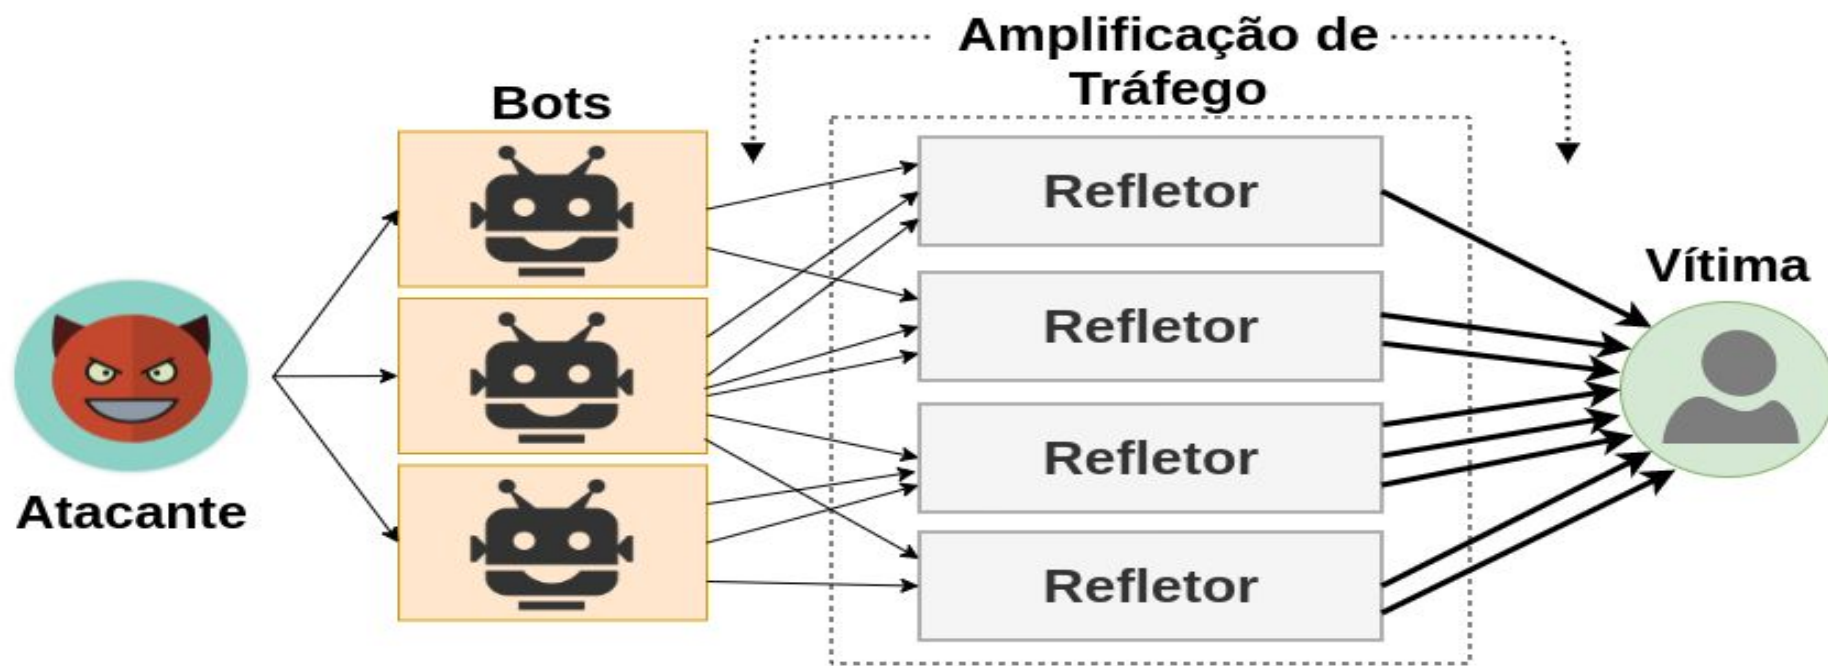 Amplificação de
Tráfego
Bots
Refletor
Refletor
Refletor
Refletor
Vítima
Atacante